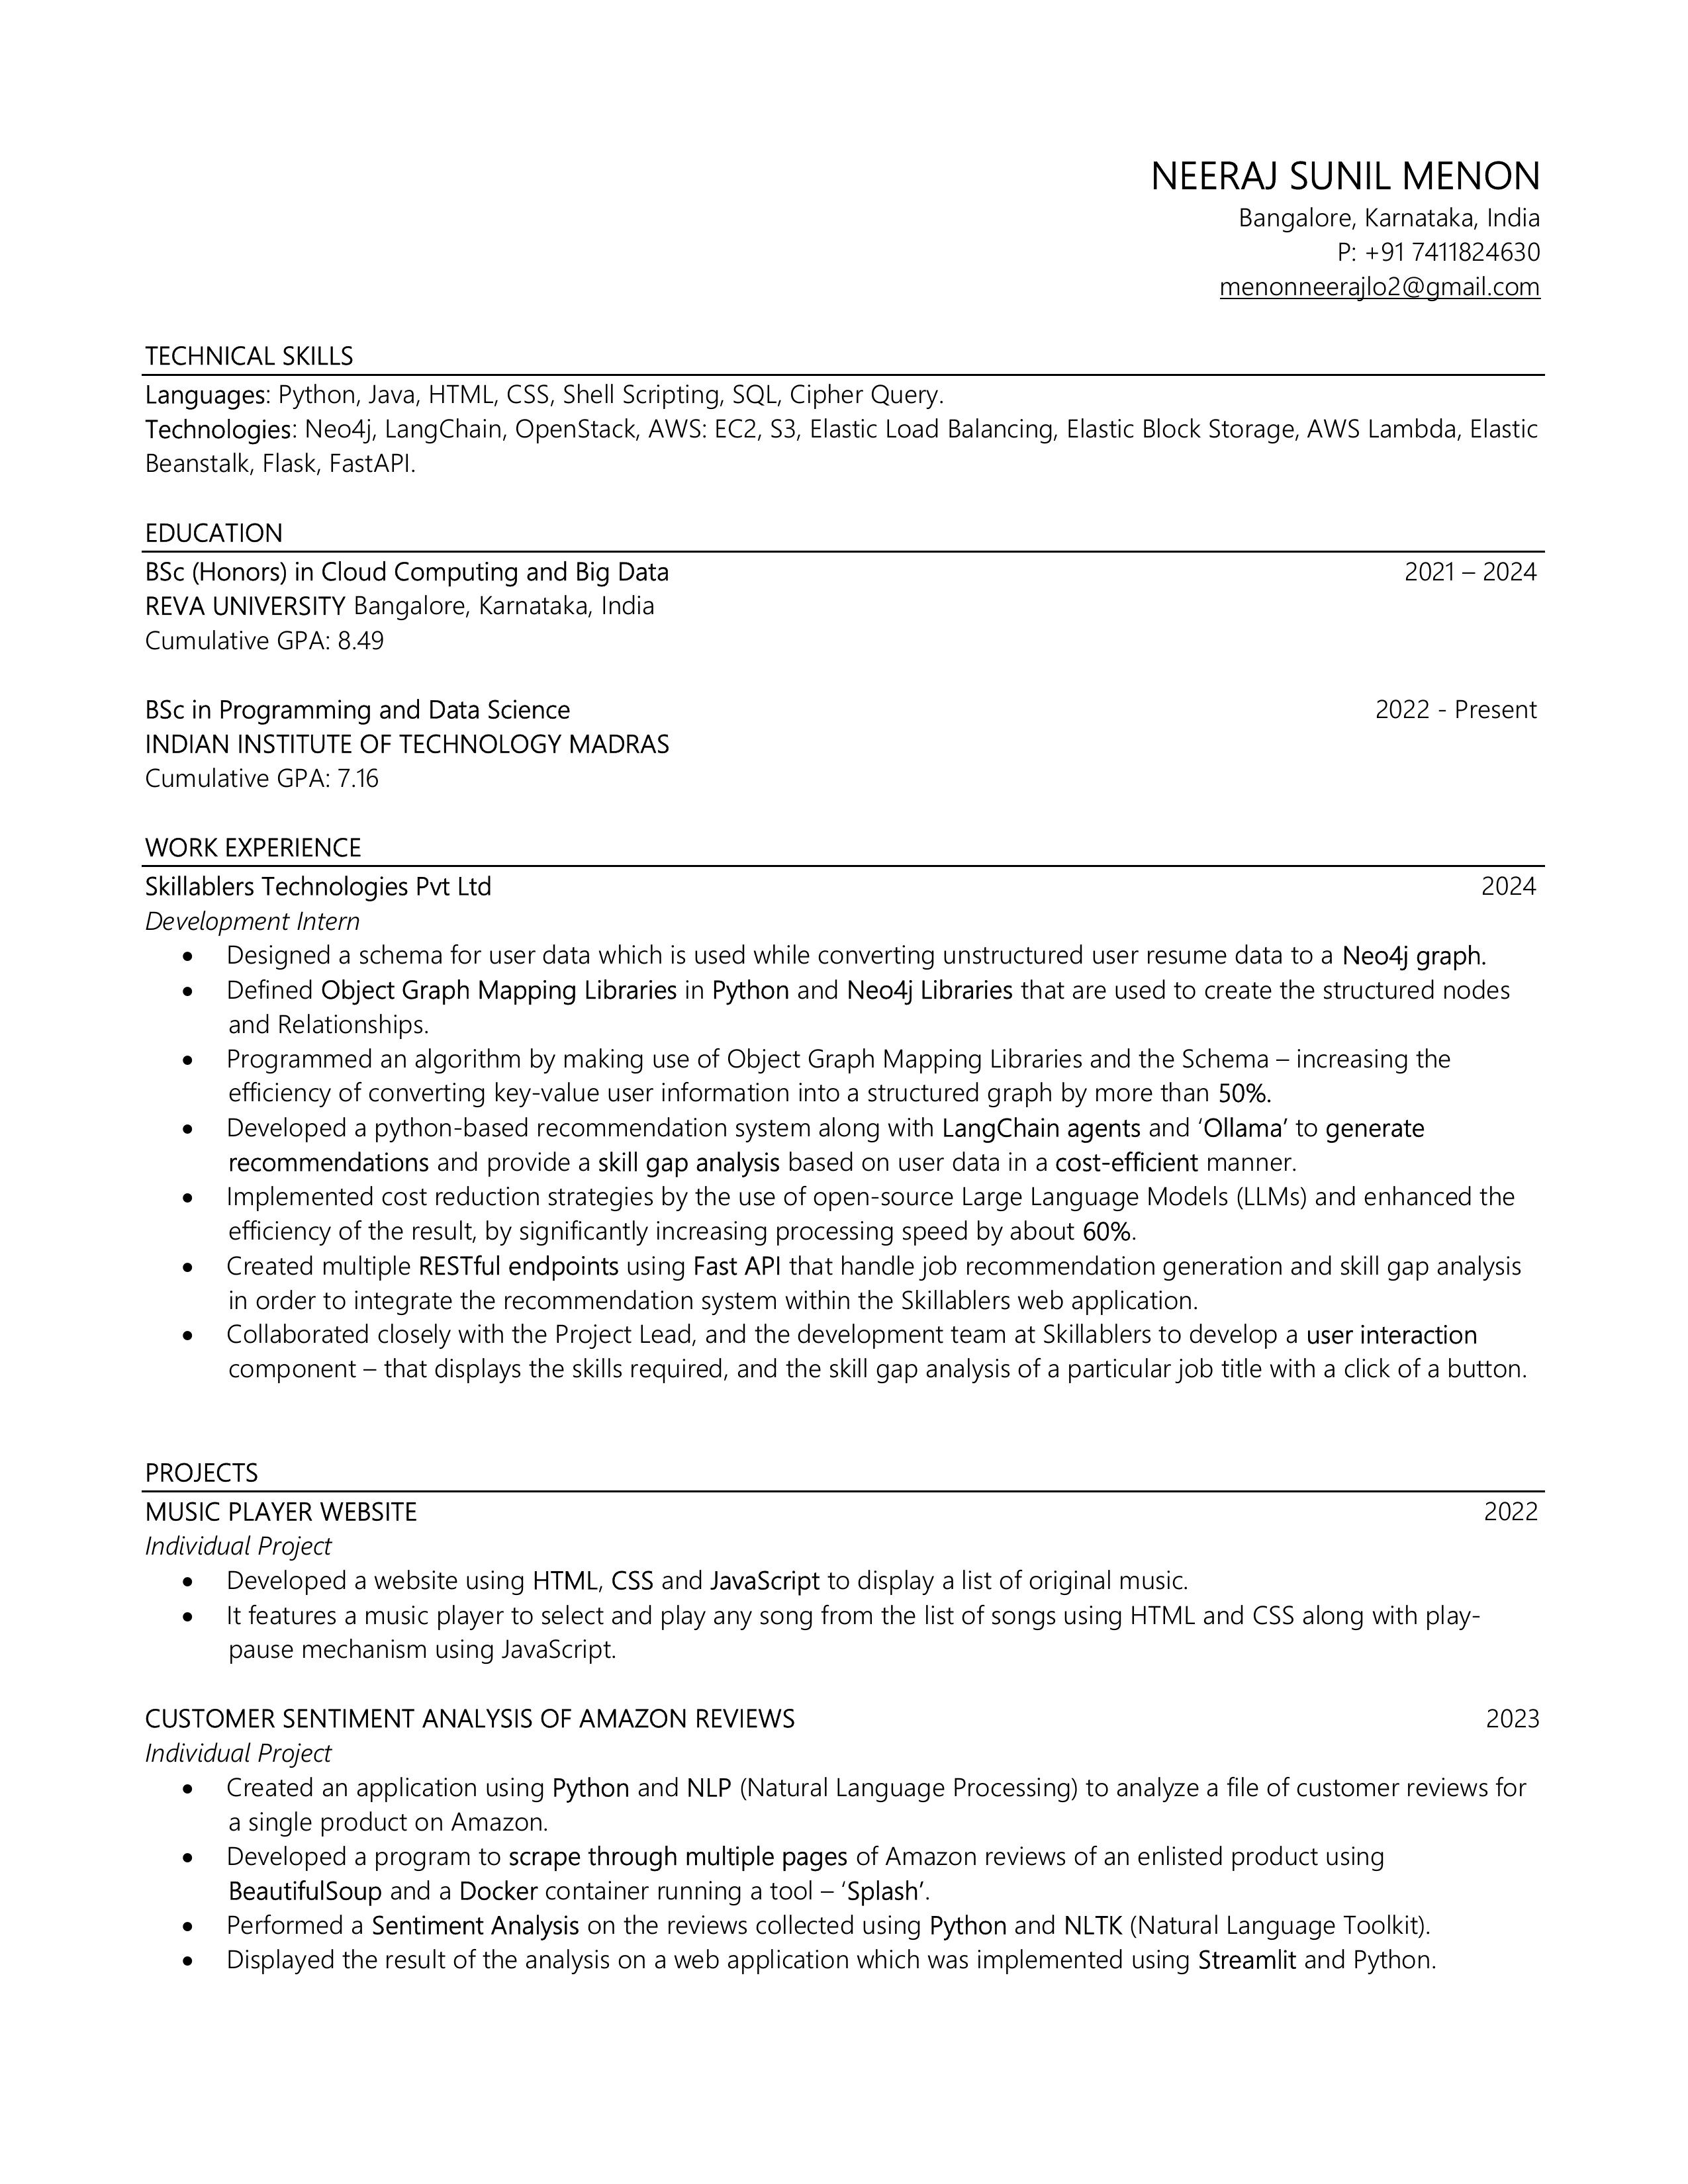 NEERAJ SUNIL MENON
Bangalore, Karnataka, India
P: +91 7411824630
menonneerajlo2@gmail.com
TECHNICAL SKILLS
Languages: Python, Java, HTML, CSS, Shell Scripting, SQL, Cipher Query.
Technologies: Neo4j, LangChain, OpenStack, AWS: EC2, S3, Elastic Load Balancing, Elastic Block Storage, AWS Lambda, Elastic
Beanstalk, Flask, FastAPI.
EDUCATION
BSc (Honors) in Cloud Computing and Big Data 2021 – 2024
REVA UNIVERSITY Bangalore, Karnataka, India
Cumulative GPA: 8.49
BSc in Programming and Data Science 2022 - Present
INDIAN INSTITUTE OF TECHNOLOGY MADRAS
Cumulative GPA: 7.16
WORK EXPERIENCE
Skillablers Technologies Pvt Ltd 2024
Development Intern
• Designed a schema for user data which is used while converting unstructured user resume data to a Neo4j graph.
• Defined Object Graph Mapping Libraries in Python and Neo4j Libraries that are used to create the structured nodes
and Relationships.
• Programmed an algorithm by making use of Object Graph Mapping Libraries and the Schema – increasing the
efficiency of converting key-value user information into a structured graph by more than 50%.
• Developed a python-based recommendation system along with LangChain agents and ‘Ollama’ to generate
recommendations and provide a skill gap analysis based on user data in a cost-efficient manner.
• Implemented cost reduction strategies by the use of open-source Large Language Models (LLMs) and enhanced the
efficiency of the result, by significantly increasing processing speed by about 60%.
• Created multiple RESTful endpoints using Fast API that handle job recommendation generation and skill gap analysis
in order to integrate the recommendation system within the Skillablers web application.
• Collaborated closely with the Project Lead, and the development team at Skillablers to develop a user interaction
component – that displays the skills required, and the skill gap analysis of a particular job title with a click of a button.
PROJECTS
MUSIC PLAYER WEBSITE 2022
Individual Project
• Developed a website using HTML, CSS and JavaScript to display a list of original music.
• It features a music player to select and play any song from the list of songs using HTML and CSS along with play-
pause mechanism using JavaScript.
CUSTOMER SENTIMENT ANALYSIS OF AMAZON REVIEWS 2023
Individual Project
• Created an application using Python and NLP (Natural Language Processing) to analyze a file of customer reviews for
a single product on Amazon.
• Developed a program to scrape through multiple pages of Amazon reviews of an enlisted product using
BeautifulSoup and a Docker container running a tool – ‘Splash’.
• Performed a Sentiment Analysis on the reviews collected using Python and NLTK (Natural Language Toolkit).
• Displayed the result of the analysis on a web application which was implemented using Streamlit and Python.